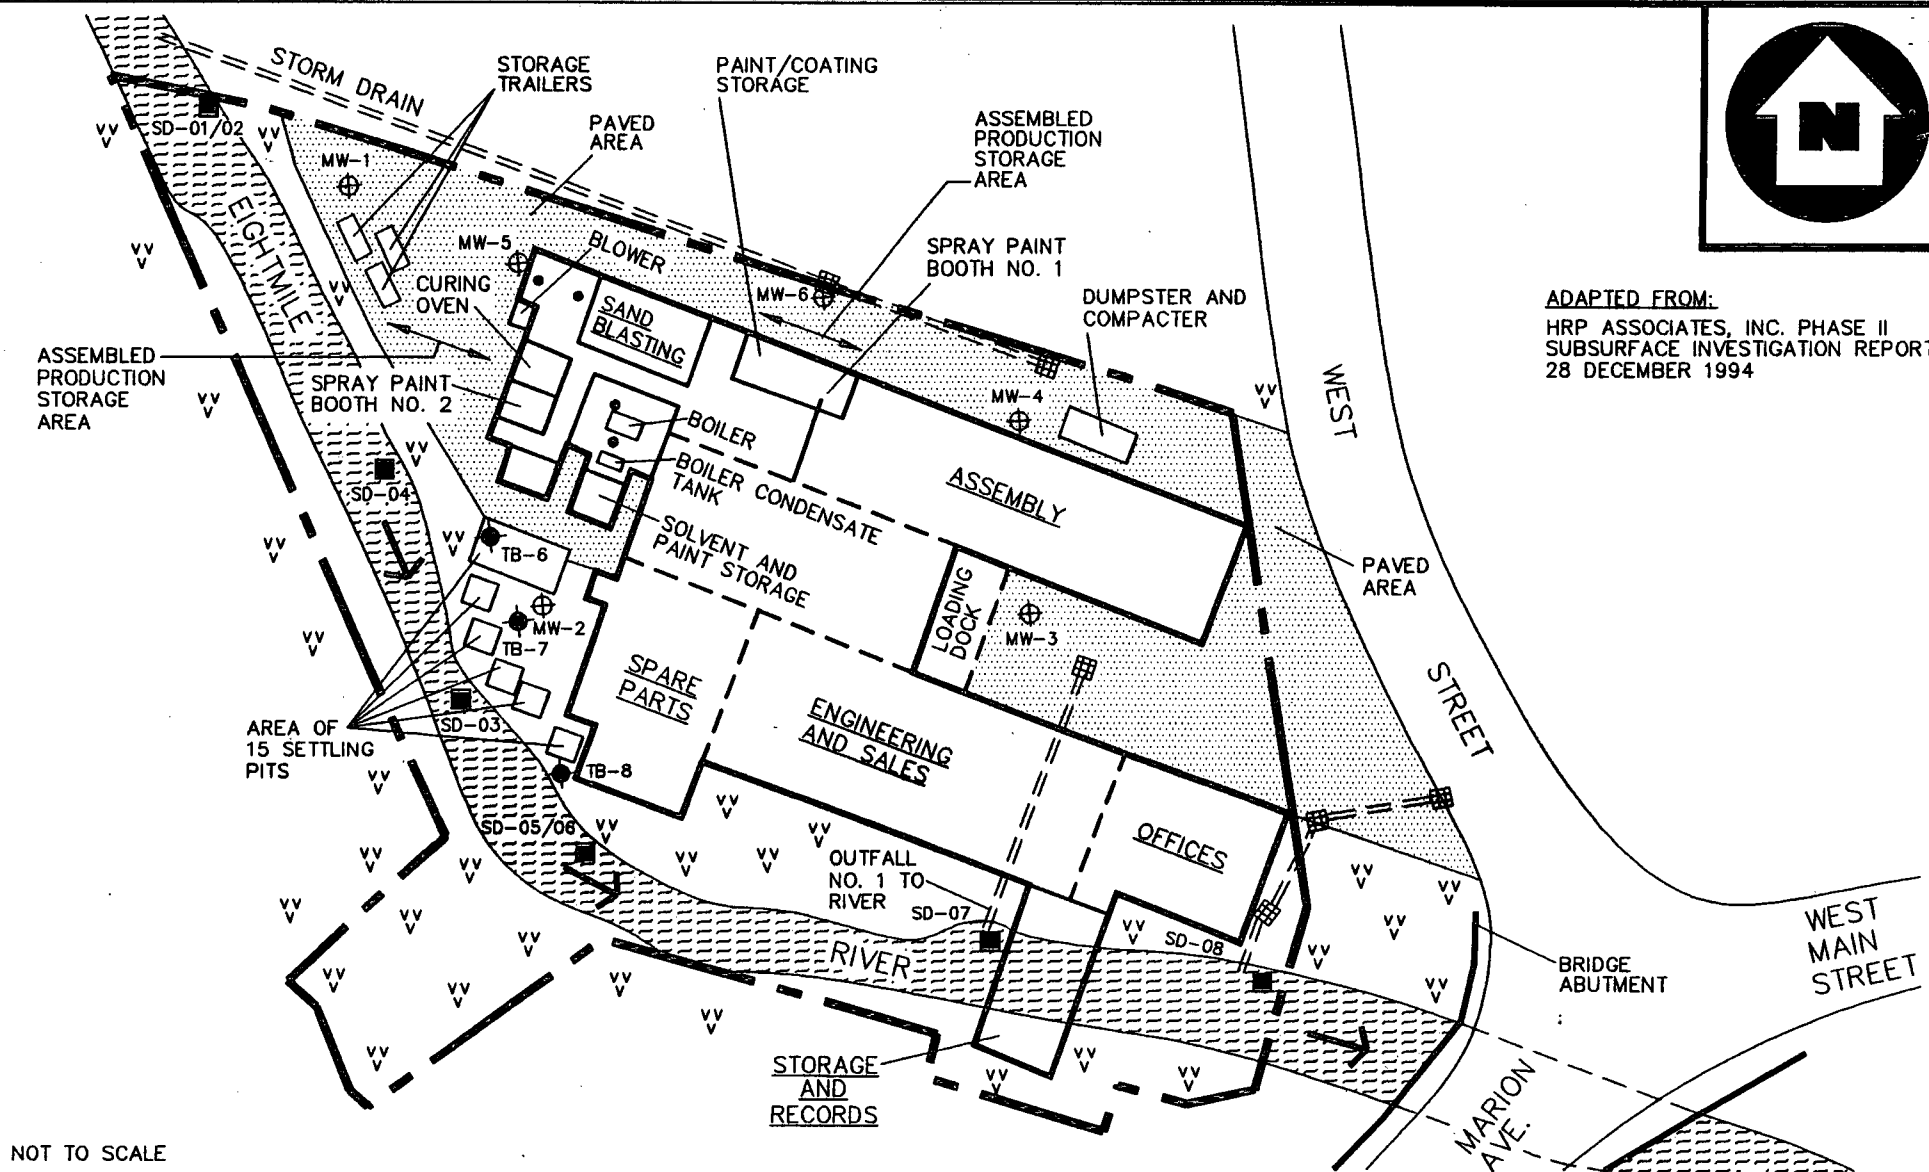 STORM DRAIN
STORAGE
TRAILERS
PAINT/COATING
STORAGE
PAVED
AREA
ASSEMBLED
PRODUCTION
STORAGE
AREA
N
SD-01/02
MW-1
EIGHTMILE
MW-5
BLOWER
SPRAY PAINT
BOOTH NO. 1
MW-6
CURING
OVEN
SAND
BLASTING
DUMPSTER AND
COMPACTER
ADAPTED FROM:
HRP ASSOCIATES, INC. PHASE II
SUBSURFACE INVESTIGATION REPORT
28 DECEMBER 1994
ASSEMBLED
PRODUCTION
STORAGE
AREA
SPRAY PAINT
BOOTH NO. 2
MW-4
WEST
STREET
BOILER
BOILER CONDENSATE
TANK
ASSEMBLY
SD-04
SOLVENT AND
PAINT STORAGE
TB-6
PAVED
AREA
LOADING
DOCK
MW-2
TB-7
MW-3
SPARE
PARTS
SD-03
AREA OF
15 SETTLING
PITS
ENGINEERING
AND SALES
TB-8
SD-05/06
OFFICES
OUTFALL
NO. 1 TO
RIVER
SD-07
SD-08
RIVER
WEST
MAIN
STREET
BRIDGE
ABUTMENT
STORAGE
AND
RECORDS
MARION
AVE.
NOT TO SCALE